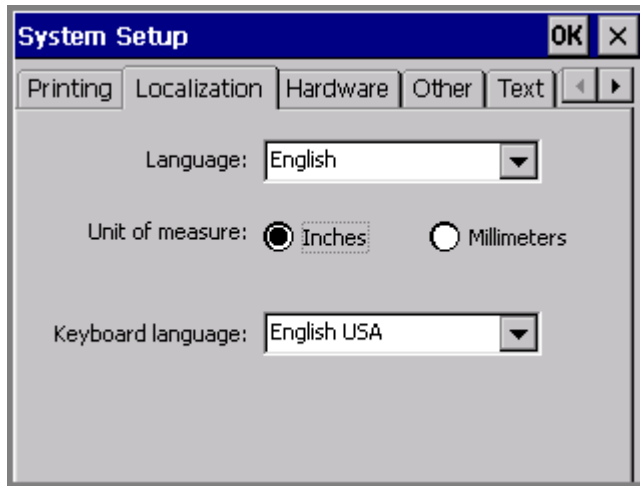 System Setup OK ×
Printing Localization Hardware Other Text
Language: English
Unit of measure: Inches Millimeters
Keyboard language: English USA